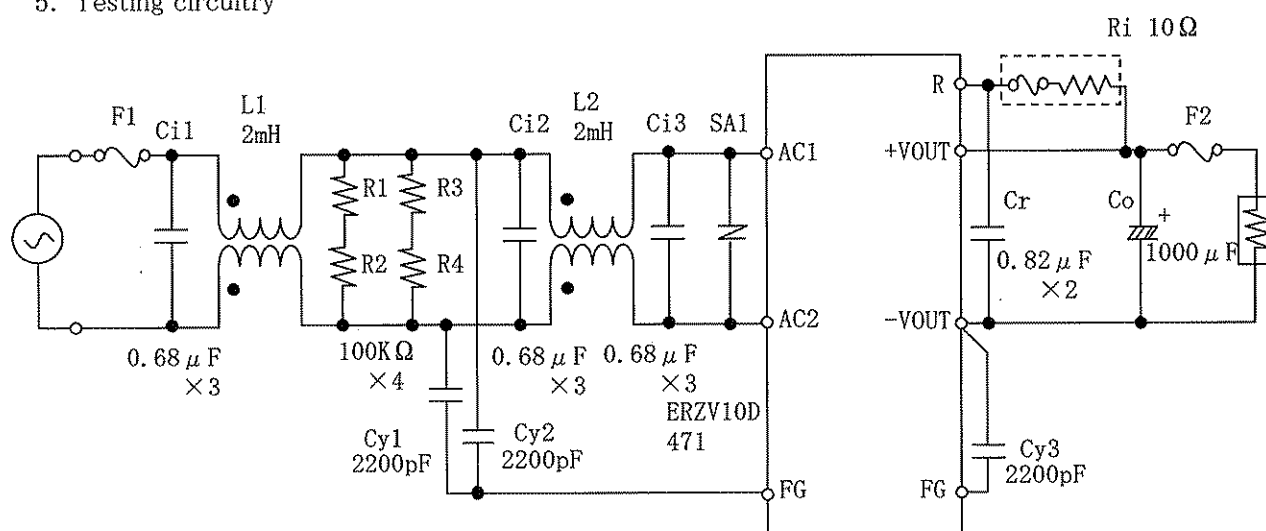 5. Testing circuitry
Ri 10Ω
R
F1
Ci1
L1
2mH
Ci2
L2
2mH
Ci3
SA1
AC1
+VOUT
F2
R1
R3
R2
R4
Cr
Co
+
0.82μF
×2
1000μF
AC2
-VOUT
0.68μF
×3
100KΩ
×4
0.68μF
×3
0.68μF
×3
ERZV10D
471
Cy1
2200pF
Cy2
2200pF
Cy3
2200pF
FG
FG